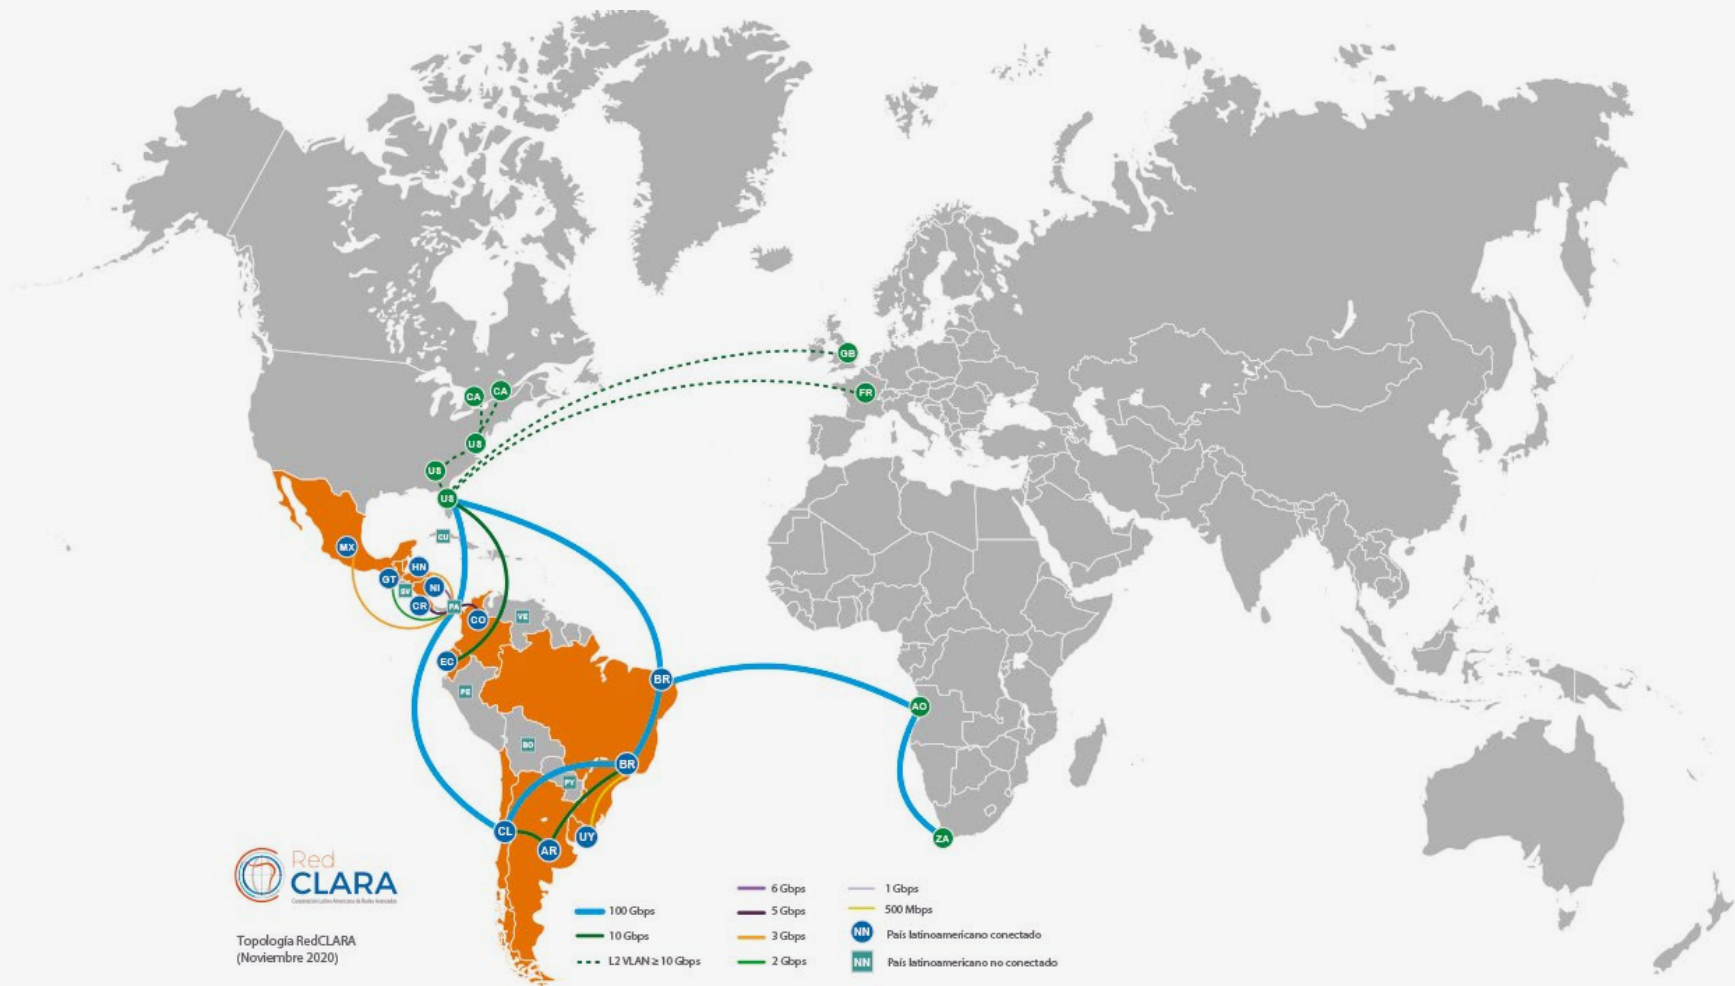 GB
FR
CA
CA
US
US
US
CU
MX
HN
GT
NI
SV
CR
PA
CO
VE
EC
BR
PE
AO
BO
BR
PY
CL
UY
AR
ZA
Red
CLARA
Topología RedCLARA
(Noviembre 2020)
100 Gbps
10 Gbps
L2 VLAN ≥ 10 Gbps
6 Gbps
5 Gbps
3 Gbps
2 Gbps
1 Gbps
500 Mbps
NN País latinoamericano conectado
NN País latinoamericano no conectado